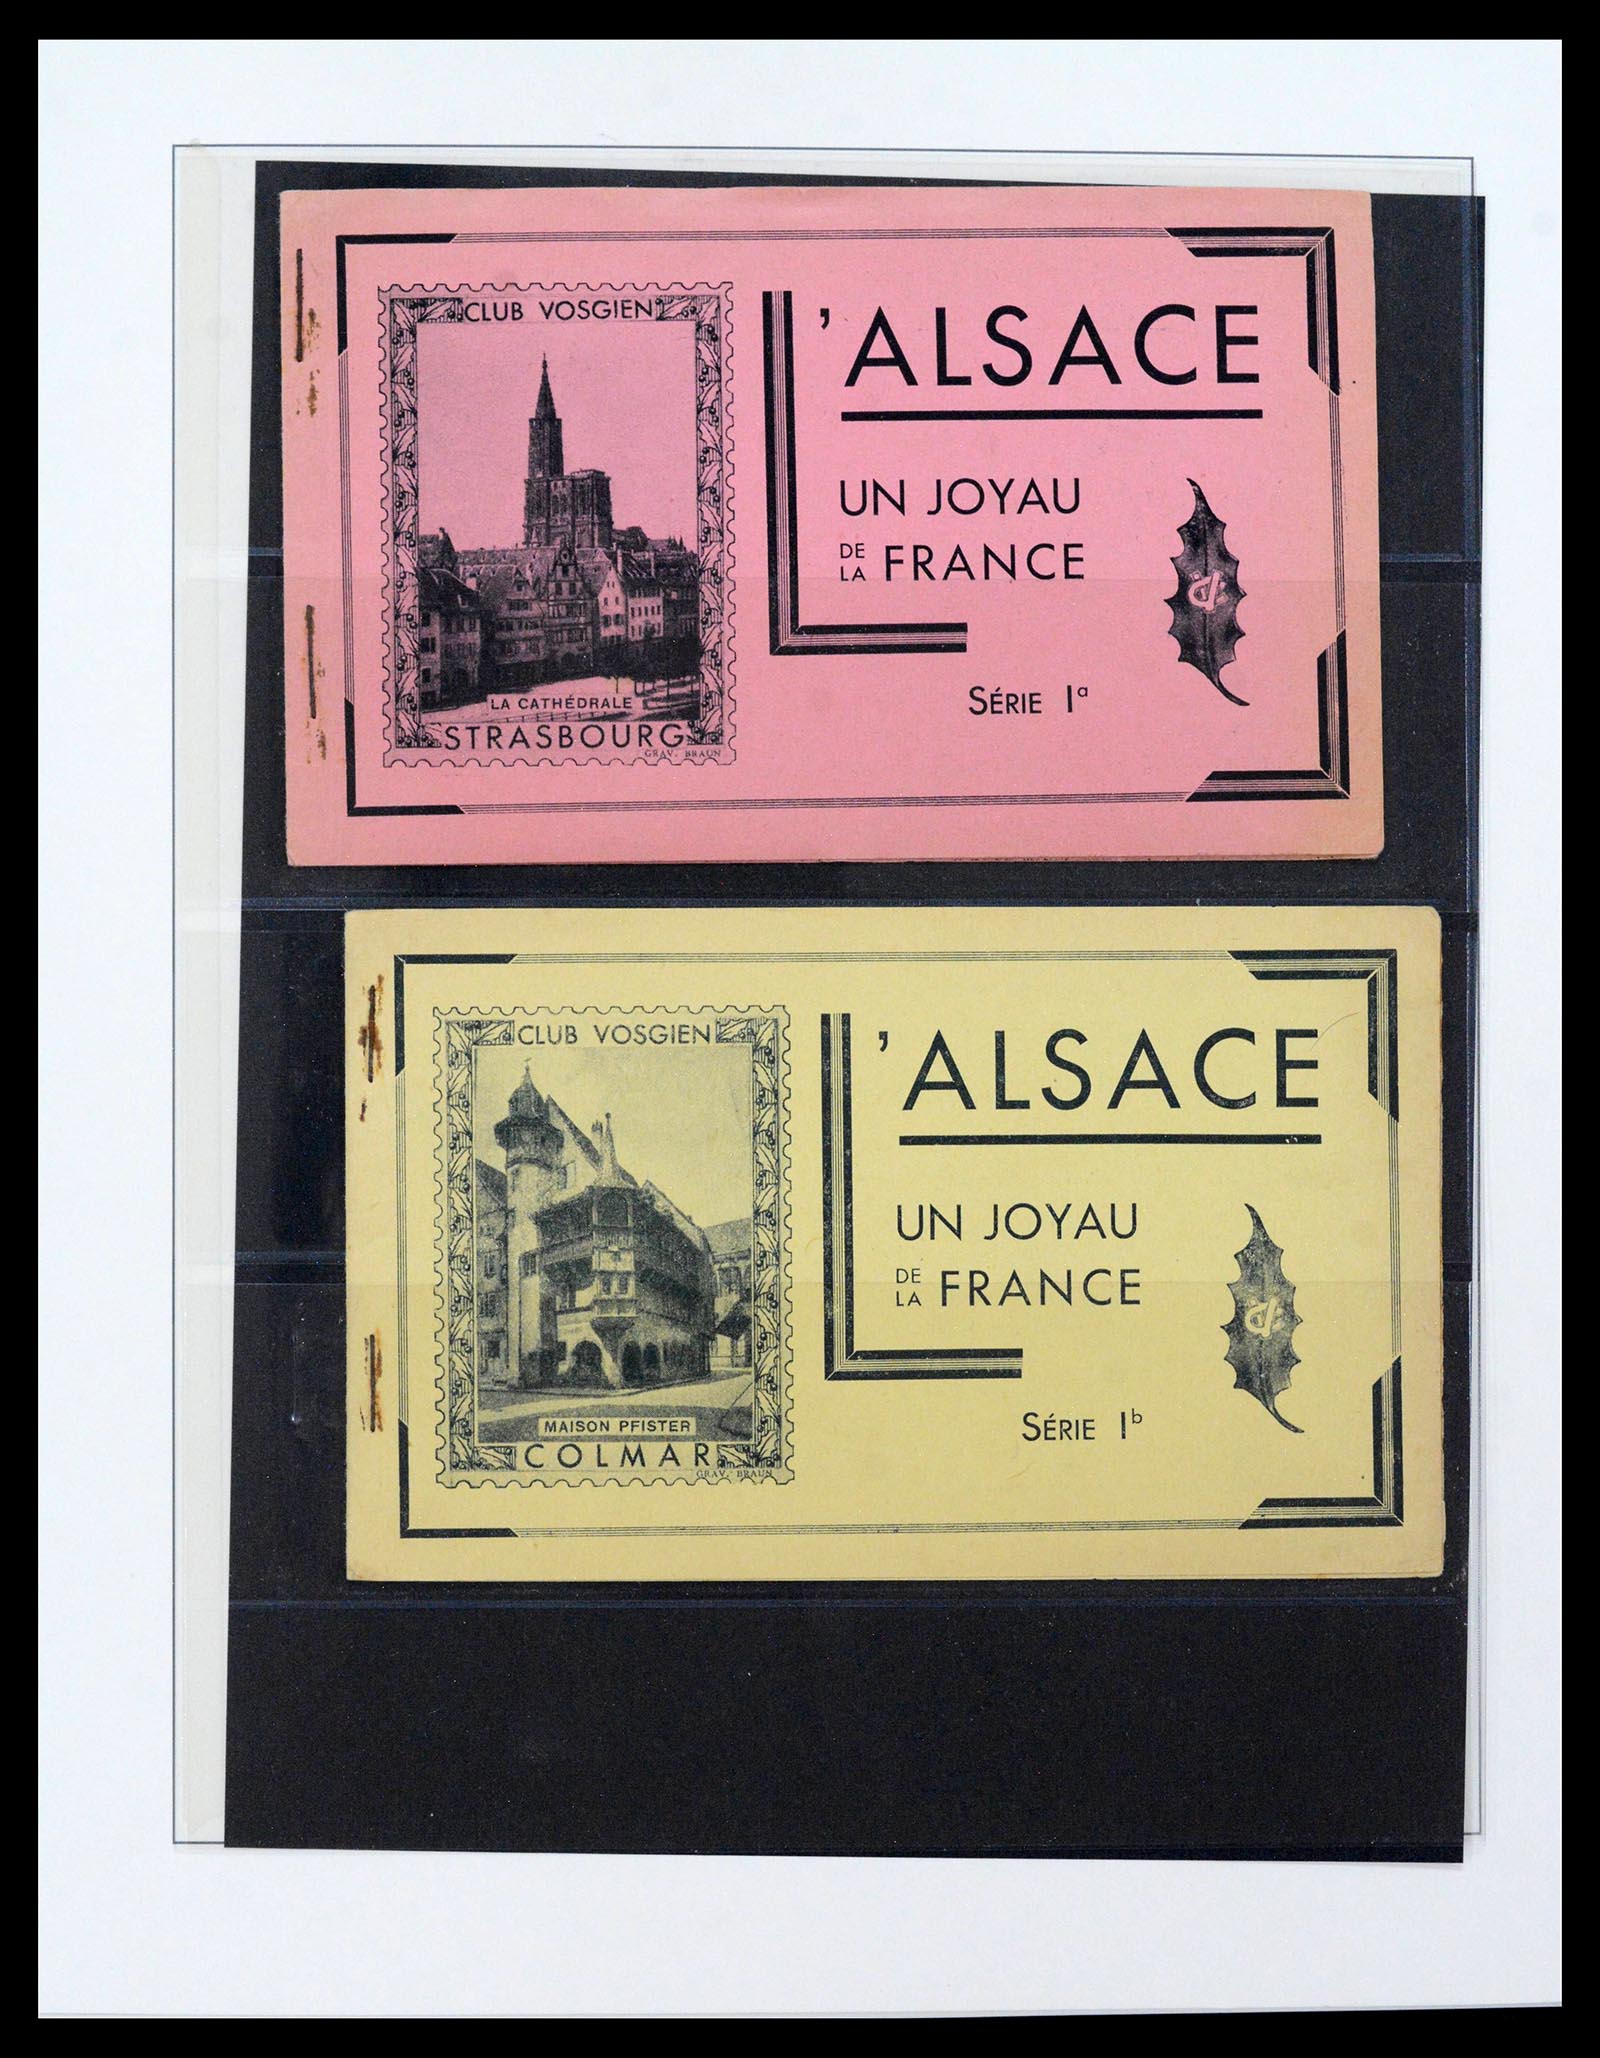 CLUB VOSGIEN
LA CATHÉDRALE
STRASBOURG
GRAV. BRAUN
'ALSACE
UN JOYAU
DE LA FRANCE
SÉRIE Iª
CLUB VOSGIEN
MAISON PFISTER
COLMAR
GRAV. BRAUN
'ALSACE
UN JOYAU
DE LA FRANCE
SÉRIE Iᵇ